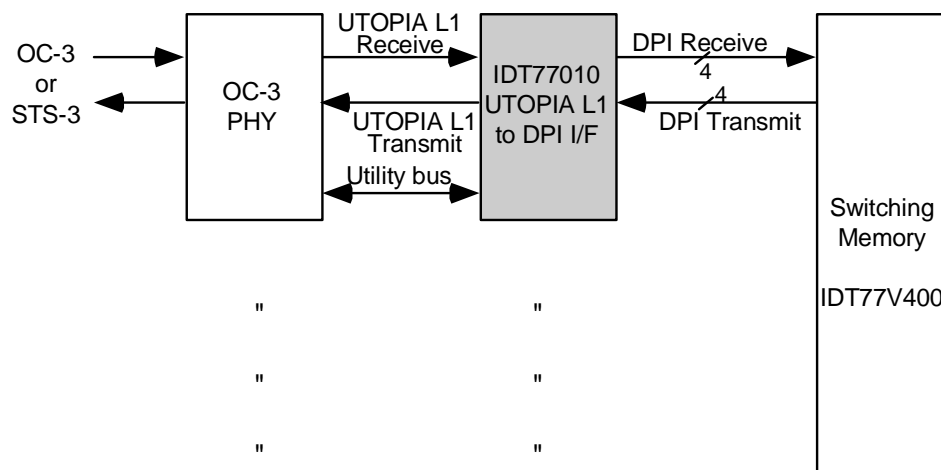 OC-3
or
STS-3
OC-3
PHY
UTOPIA L1
Receive
UTOPIA L1
Transmit
Utility bus
IDT77010
UTOPIA L1
to DPI I/F
DPI Receive
4
4
DPI Transmit
Switching
Memory
IDT77V400
" "
" "
" "